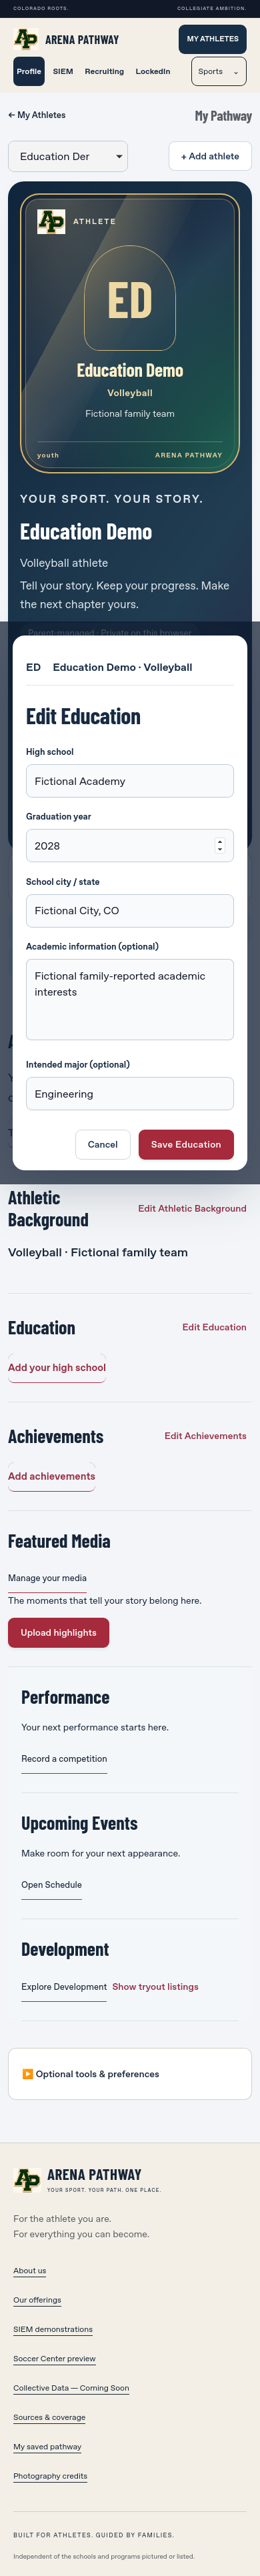 COLORADO ROOTS. COLLEGIATE AMBITION.
AP ARENA PATHWAY MY ATHLETES
Profile SIEM Recruiting LinkedIn Sports
← My Athletes My Pathway
Education Der + Add athlete
AP ATHLETE
ED
Education Demo
Volleyball
Fictional family team
youth ARENA PATHWAY
YOUR SPORT. YOUR STORY.
Education Demo
Volleyball athlete
Tell your story. Keep your progress. Make
the next chapter yours.
Parent-managed · Private on this browser
ED Education Demo · Volleyball
Edit Education
High school
Fictional Academy
Graduation year
2028
School city / state
Fictional City, CO
Academic information (optional)
Fictional family-reported academic
interests
Intended major (optional)
Engineering
Cancel Save Education
Athletic
Background
Edit Athletic Background
Volleyball · Fictional family team
Education Edit Education
Add your high school
Achievements Edit Achievements
Add achievements
Featured Media
Manage your media
The moments that tell your story belong here.
Upload highlights
Performance
Your next performance starts here.
Record a competition
Upcoming Events
Make room for your next appearance.
Open Schedule
Development
Explore Development Show tryout listings
Optional tools & preferences
AP ARENA PATHWAY
YOUR SPORT. YOUR PATH. ONE PLACE.
For the athlete you are.
For everything you can become.
About us
Our offerings
SIEM demonstrations
Soccer Center preview
Collective Data — Coming Soon
Sources & coverage
My saved pathway
Photography credits
BUILT FOR ATHLETES. GUIDED BY FAMILIES.
Independent of the schools and programs pictured or listed.